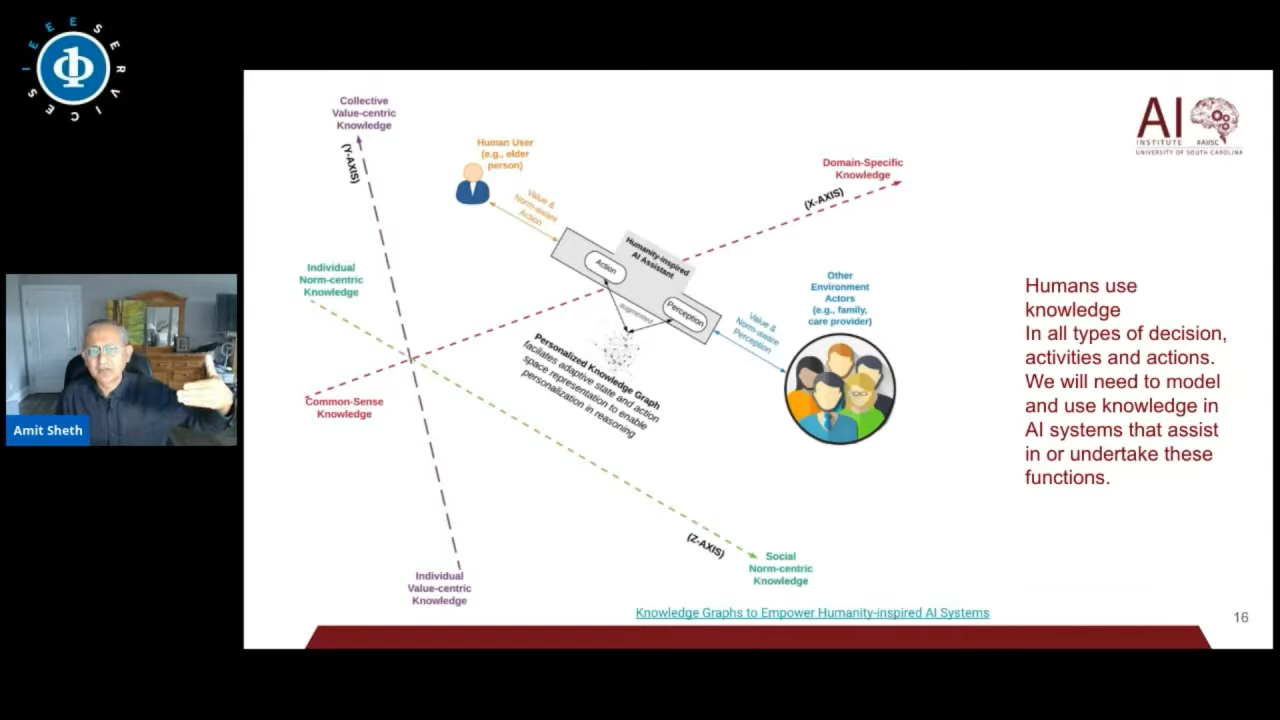 IEEE SERVICES
Collective
Value-centric
Knowledge
(Y-AXIS)
Human User
(e.g., elder
person)
Value &
Norm-aware
Action
Domain-Specific
Knowledge
(X-AXIS)
AI
INSTITUTE #AIISC
UNIVERSITY OF SOUTH CAROLINA
Individual
Norm-centric
Knowledge
Humanity-inspired
AI Assistant
Action
Perception
augmented
Value &
Norm-aware
Perception
Other
Environment
Actors
(e.g., family,
care provider)
Personalized Knowledge Graph
facilates adaptive state and action
space representation to enable
personalization in reasoning
Common-Sense
Knowledge
Humans use
knowledge
In all types of decision,
activities and actions.
We will need to model
and use knowledge in
AI systems that assist
in or undertake these
functions.
Amit Sheth
(Z-AXIS)
Social
Norm-centric
Knowledge
Individual
Value-centric
Knowledge
Knowledge Graphs to Empower Humanity-inspired AI Systems
16